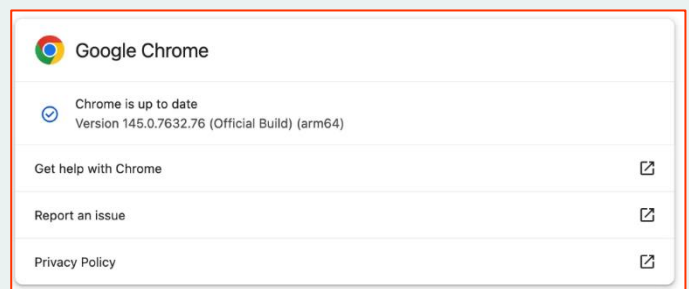 Google Chrome
Chrome is up to date
Version 145.0.7632.76 (Official Build) (arm64)
Get help with Chrome
Report an issue
Privacy Policy